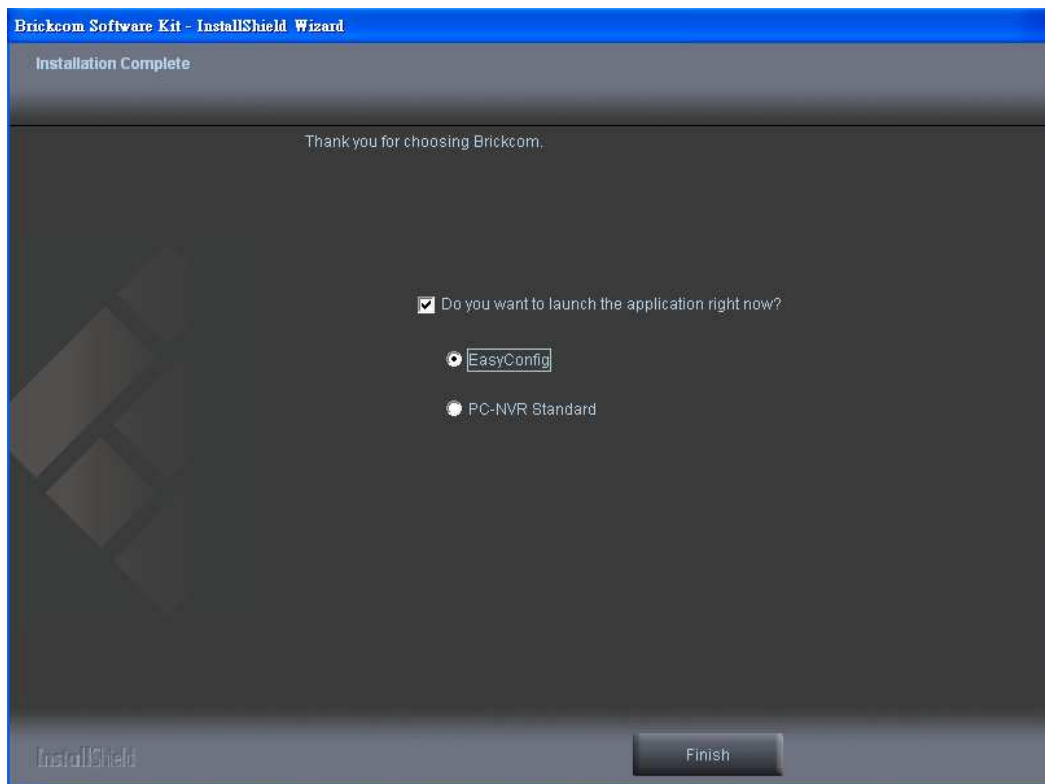 Brickcom Software Kit - InstallShield Wizard
Installation Complete
Thank you for choosing Brickcom.
Do you want to launch the application right now?
EasyConfig
PC-NVR Standard
InstallShield
Finish